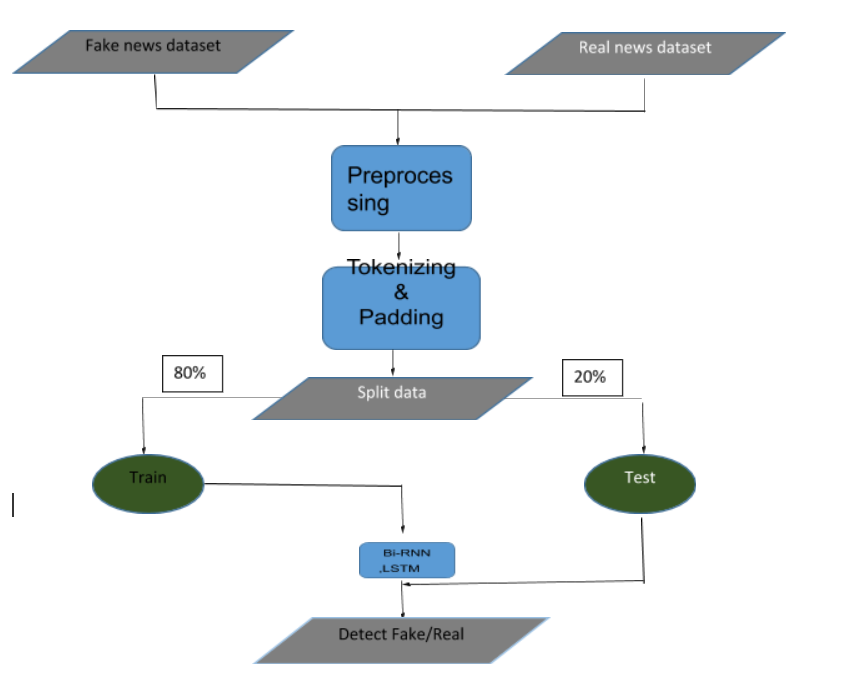 Fake news dataset
Real news dataset
Preproces
sing
Tokenizing
&
Padding
80%
20%
Split data
Train
Test
Bi-RNN
,LSTM
Detect Fake/Real